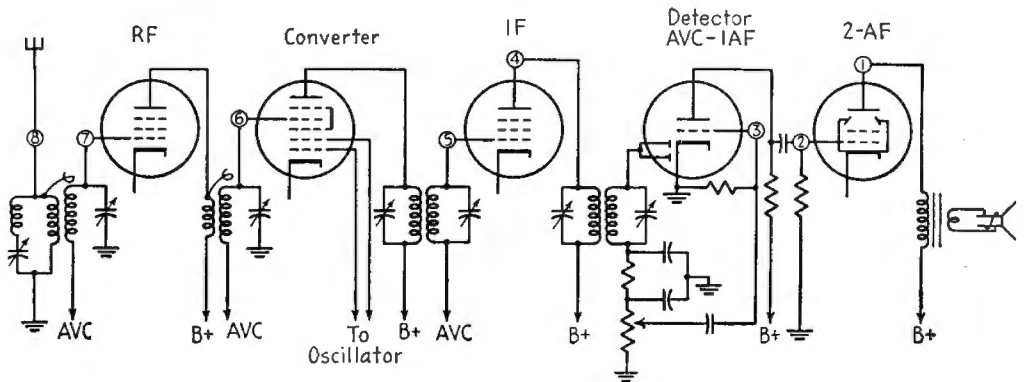 RF
Converter
IF
Detector
AVC-1AF
2-AF
8
7
6
5
4
3
2
1
AVC
B+
AVC
To
Oscillator
B+
AVC
B+
B+
B+